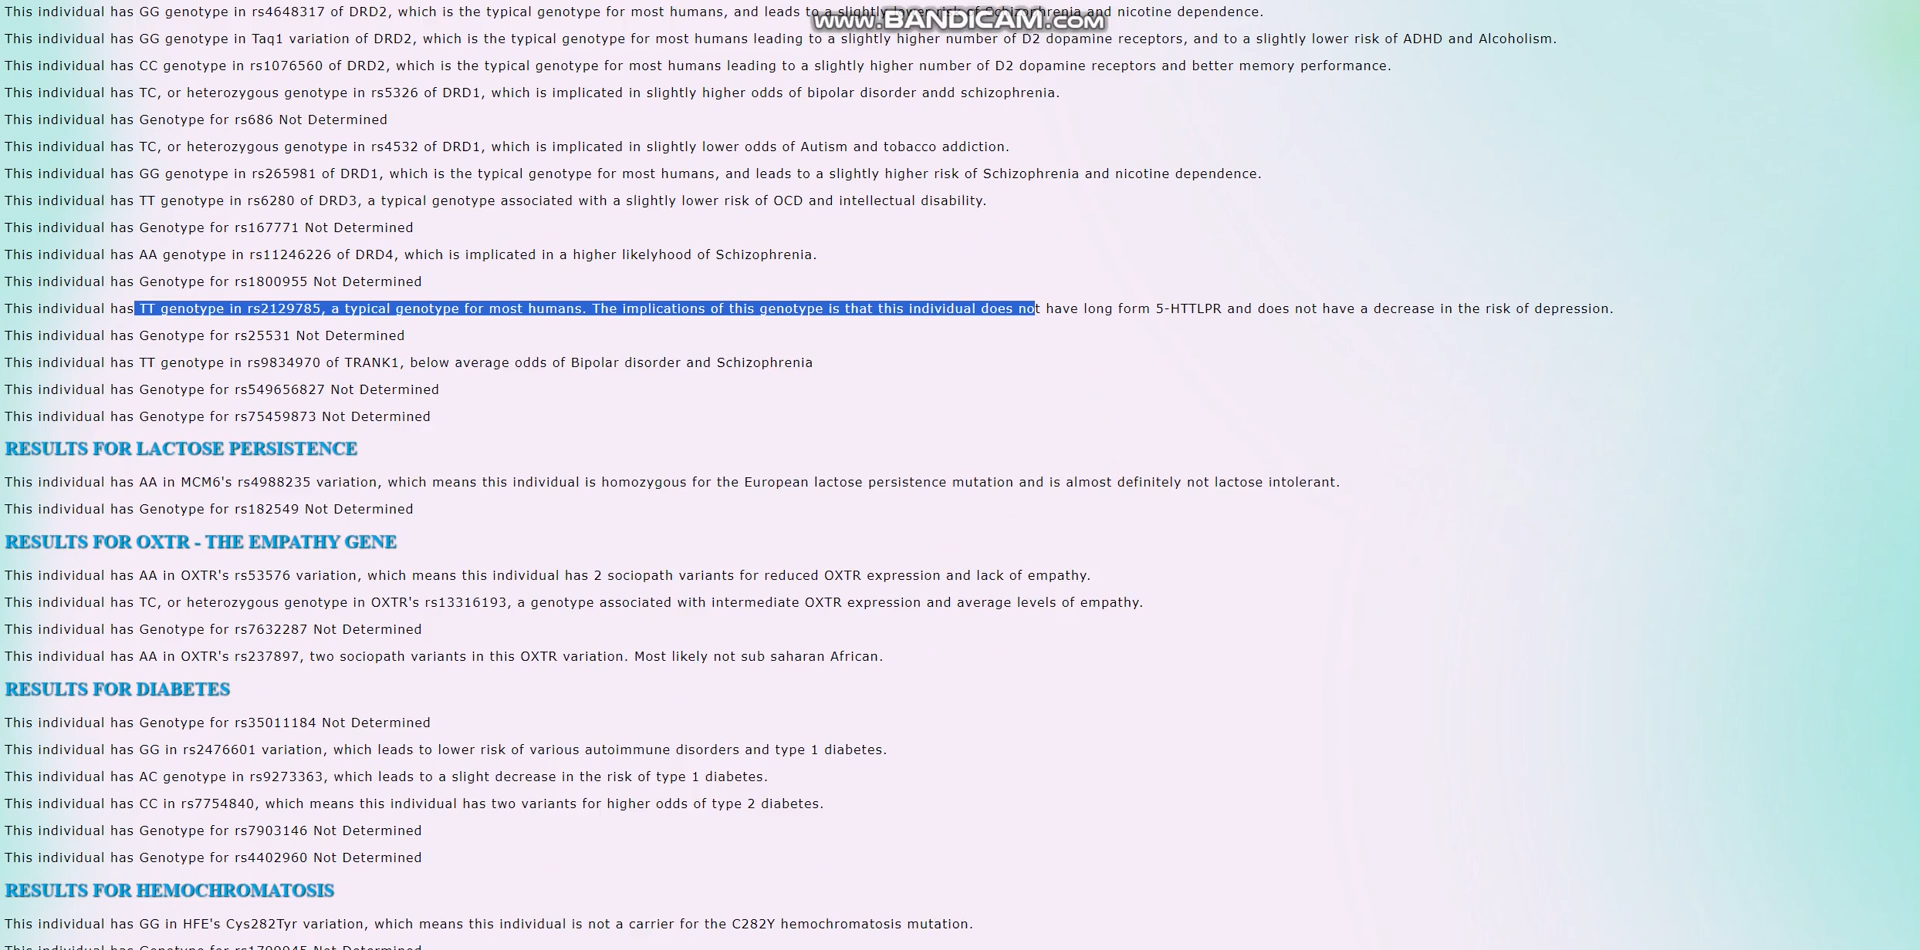 This individual has GG genotype in rs4648317 of DRD2, which is the typical genotype for most humans, and leads to a slightly lower risk of Schizophrenia and nicotine dependence.
www.BANDICAM.com
This individual has GG genotype in Taq1 variation of DRD2, which is the typical genotype for most humans leading to a slightly higher number of D2 dopamine receptors, and to a slightly lower risk of ADHD and Alcoholism.
This individual has CC genotype in rs1076560 of DRD2, which is the typical genotype for most humans leading to a slightly higher number of D2 dopamine receptors and better memory performance.
This individual has TC, or heterozygous genotype in rs5326 of DRD1, which is implicated in slightly higher odds of bipolar disorder andd schizophrenia.
This individual has Genotype for rs686 Not Determined
This individual has TC, or heterozygous genotype in rs4532 of DRD1, which is implicated in slightly lower odds of Autism and tobacco addiction.
This individual has GG genotype in rs265981 of DRD1, which is the typical genotype for most humans, and leads to a slightly higher risk of Schizophrenia and nicotine dependence.
This individual has TT genotype in rs6280 of DRD3, a typical genotype associated with a slightly lower risk of OCD and intellectual disability.
This individual has Genotype for rs167771 Not Determined
This individual has AA genotype in rs11246226 of DRD4, which is implicated in a higher likelyhood of Schizophrenia.
This individual has Genotype for rs1800955 Not Determined
This individual has TT genotype in rs2129785, a typical genotype for most humans. The implications of this genotype is that this individual does not have long form 5-HTTLPR and does not have a decrease in the risk of depression.
This individual has Genotype for rs25531 Not Determined
This individual has TT genotype in rs9834970 of TRANK1, below average odds of Bipolar disorder and Schizophrenia
This individual has Genotype for rs549656827 Not Determined
This individual has Genotype for rs75459873 Not Determined
RESULTS FOR LACTOSE PERSISTENCE
This individual has AA in MCM6's rs4988235 variation, which means this individual is homozygous for the European lactose persistence mutation and is almost definitely not lactose intolerant.
This individual has Genotype for rs182549 Not Determined
RESULTS FOR OXTR - THE EMPATHY GENE
This individual has AA in OXTR's rs53576 variation, which means this individual has 2 sociopath variants for reduced OXTR expression and lack of empathy.
This individual has TC, or heterozygous genotype in OXTR's rs13316193, a genotype associated with intermediate OXTR expression and average levels of empathy.
This individual has Genotype for rs7632287 Not Determined
This individual has AA in OXTR's rs237897, two sociopath variants in this OXTR variation. Most likely not sub saharan African.
RESULTS FOR DIABETES
This individual has Genotype for rs35011184 Not Determined
This individual has GG in rs2476601 variation, which leads to lower risk of various autoimmune disorders and type 1 diabetes.
This individual has AC genotype in rs9273363, which leads to a slight decrease in the risk of type 1 diabetes.
This individual has CC in rs7754840, which means this individual has two variants for higher odds of type 2 diabetes.
This individual has Genotype for rs7903146 Not Determined
This individual has Genotype for rs4402960 Not Determined
RESULTS FOR HEMOCHROMATOSIS
This individual has GG in HFE's Cys282Tyr variation, which means this individual is not a carrier for the C282Y hemochromatosis mutation.
This individual has Genotype for rs1799945 Not Determined